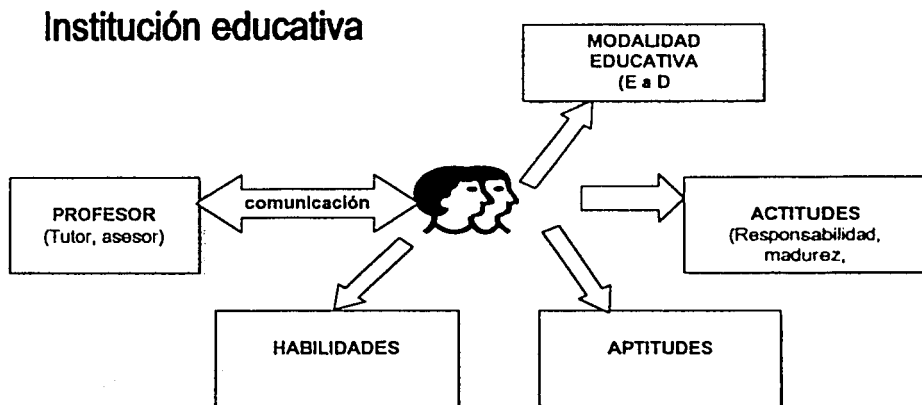 Institución educativa
MODALIDAD
EDUCATIVA
(E a D
PROFESOR
(Tutor, asesor)
comunicación
ACTITUDES
(Responsabilidad,
madurez,
HABILIDADES
APTITUDES